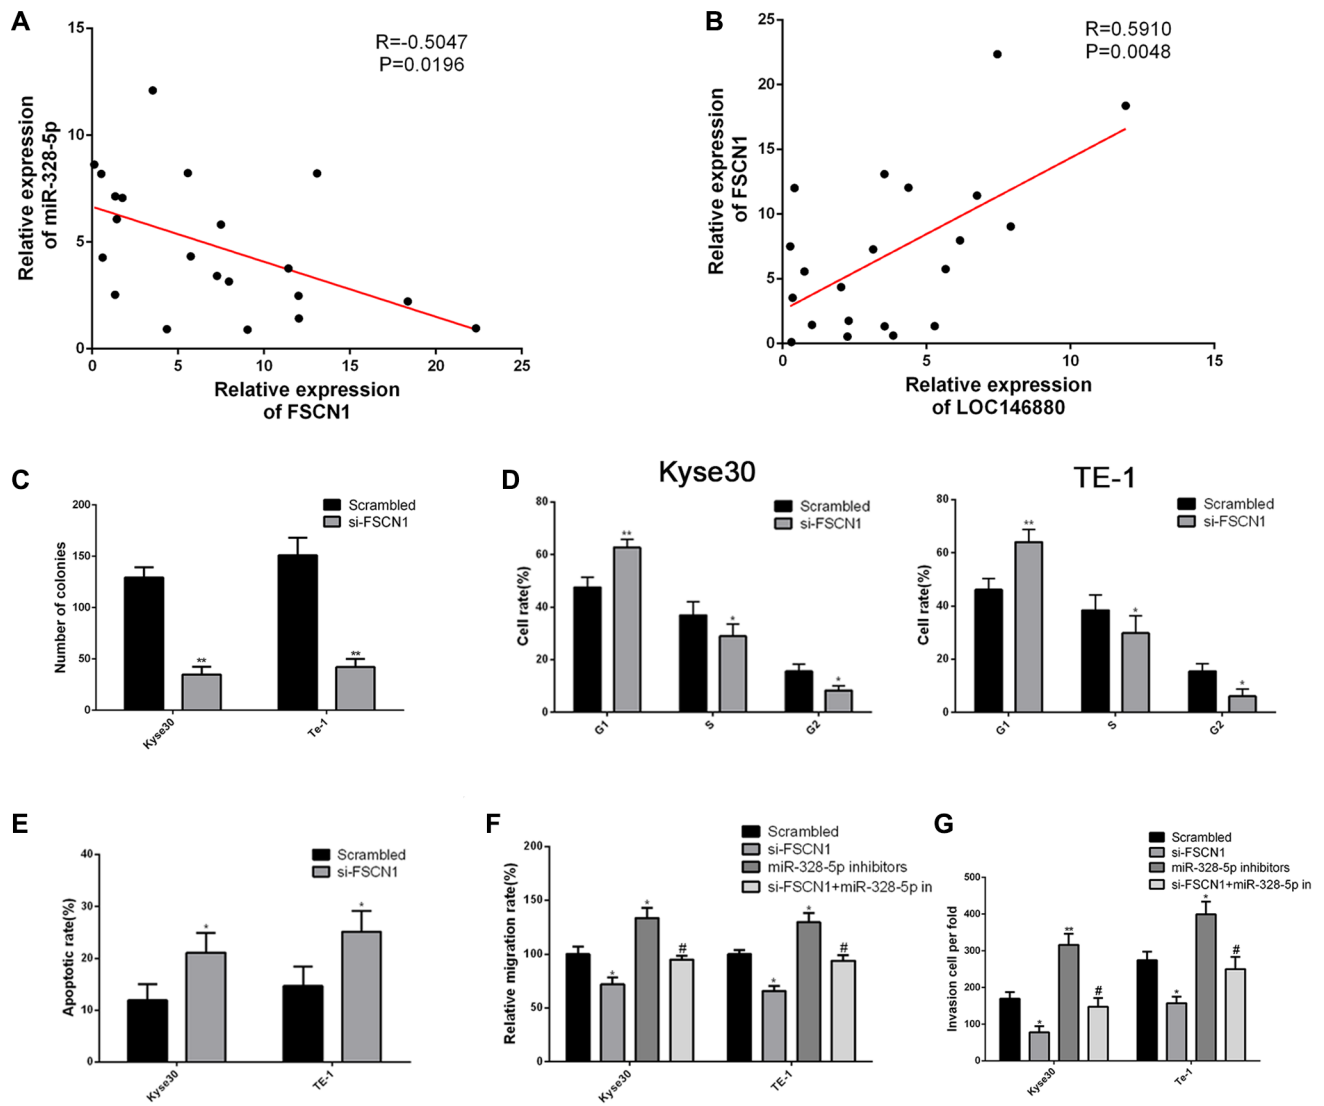 A
R=-0.5047
P=0.0196
Relative expression
of miR-328-5p
15
10
5
0
0 5 10 15 20 25
Relative expression
of FSCN1
B
R=0.5910
P=0.0048
Relative expression
of FSCN1
25
20
15
10
5
0
0 5 10 15
Relative expression
of LOC146880
C
Scrambled
si-FSCN1
Number of colonies
200
150
100
50
0
** **
Kyse30 Te-1
D
Kyse30
Scrambled
si-FSCN1
Cell rate(%)
80
60
40
20
0
** * *
G1 S G2
TE-1
Scrambled
si-FSCN1
Cell rate(%)
80
60
40
20
0
** * *
G1 S G2
E
Scrambled
si-FSCN1
Apoptotic rate(%)
40
30
20
10
0
* *
Kyse30 TE-1
F
Scrambled
si-FSCN1
miR-328-5p inhibitors
si-FSCN1+miR-328-5p in
Relative migration rate(%)
200
150
100
50
0
* * # * * #
Kyse30 TE-1
G
Scrambled
si-FSCN1
miR-328-5p inhibitors
si-FSCN1+miR-328-5p in
Invasion cell per fold
500
400
300
200
100
0
* ** # * * #
Kyse30 Te-1